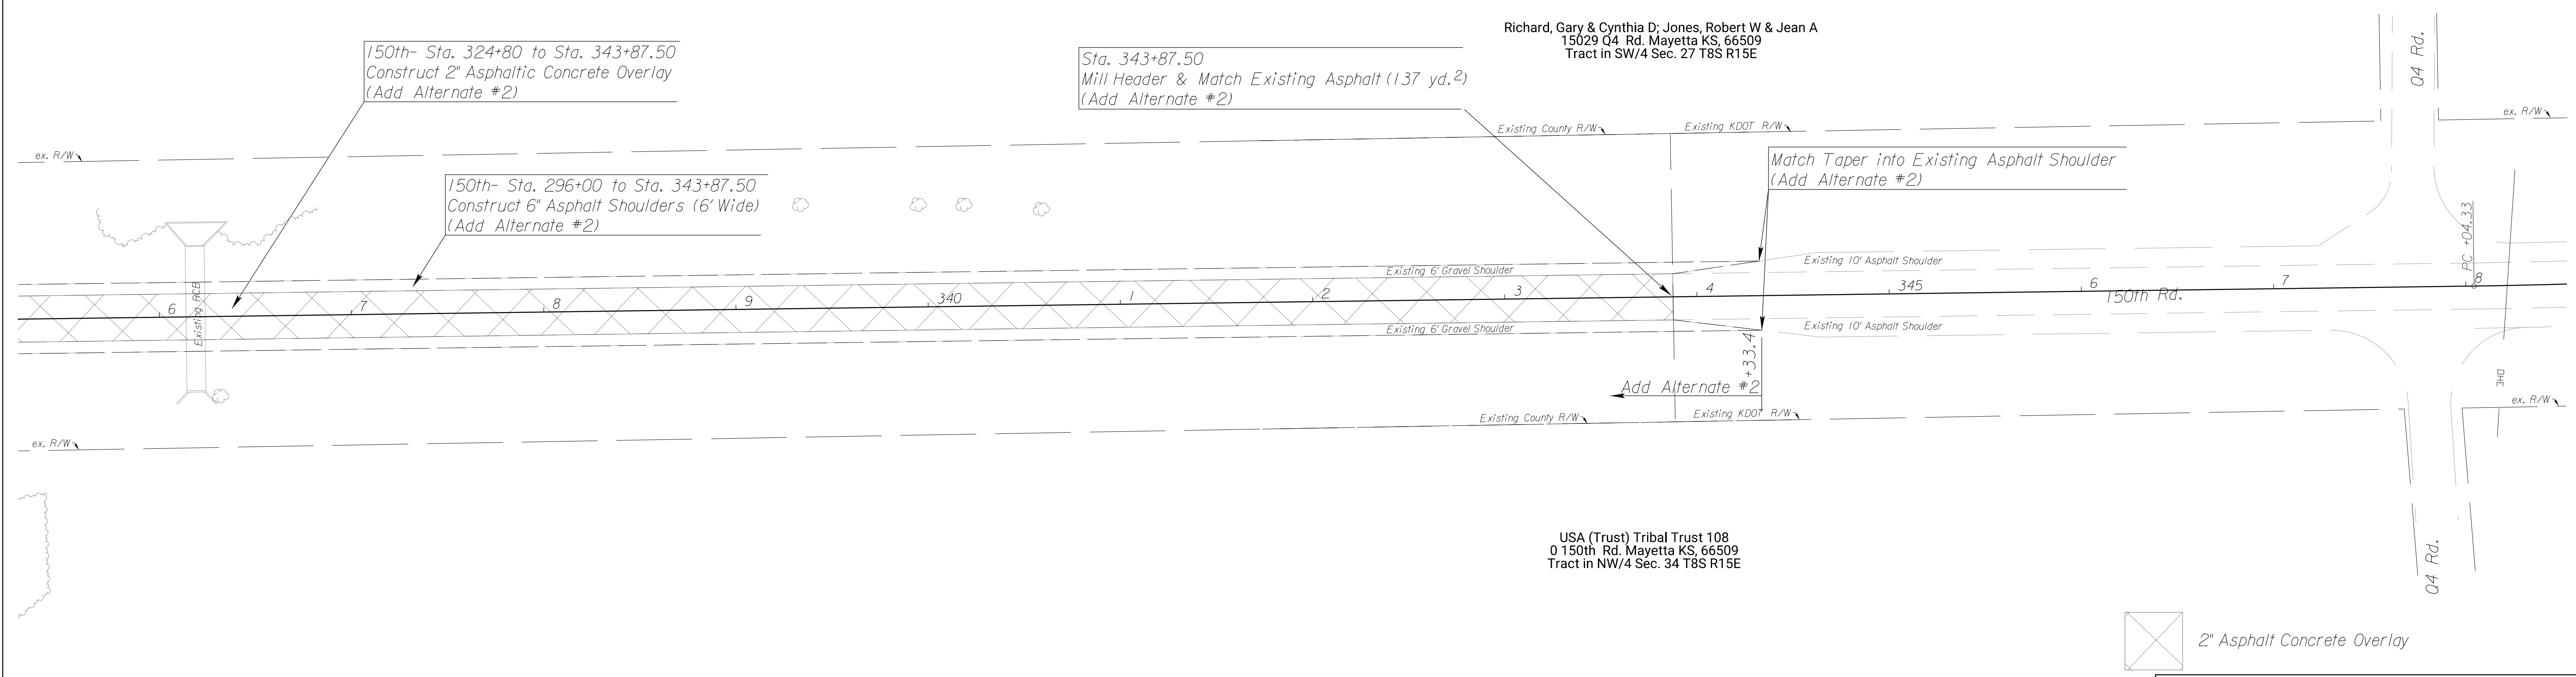 Richard, Gary & Cynthia D; Jones, Robert W & Jean A
15029 Q4 Rd. Mayetta KS, 66509
Tract in SW/4 Sec. 27 T8S R15E
150th- Sta. 324+80 to Sta. 343+87.50
Construct 2" Asphaltic Concrete Overlay
(Add Alternate #2)
Sta. 343+87.50
Mill Header & Match Existing Asphalt (137 yd.²)
(Add Alternate #2)
Q4 Rd.
ex. R/W
Existing County R/W
Existing KDOT R/W
ex. R/W
Match Taper into Existing Asphalt Shoulder
(Add Alternate #2)
150th- Sta. 296+00 to Sta. 343+87.50
Construct 6" Asphalt Shoulders (6' Wide)
(Add Alternate #2)
PC +04.33
Existing 6' Gravel Shoulder
Existing 10' Asphalt Shoulder
6
7
8
9
340
1
2
3
4
345
6
7
8
150th Rd.
Existing RCB
Existing 6' Gravel Shoulder
Existing 10' Asphalt Shoulder
+33.4
Add Alternate #2
OHE
ex. R/W
Existing County R/W
Existing KDOT R/W
ex. R/W
USA (Trust) Tribal Trust 108
0 150th Rd. Mayetta KS, 66509
Tract in NW/4 Sec. 34 T8S R15E
Q4 Rd.
2" Asphalt Concrete Overlay